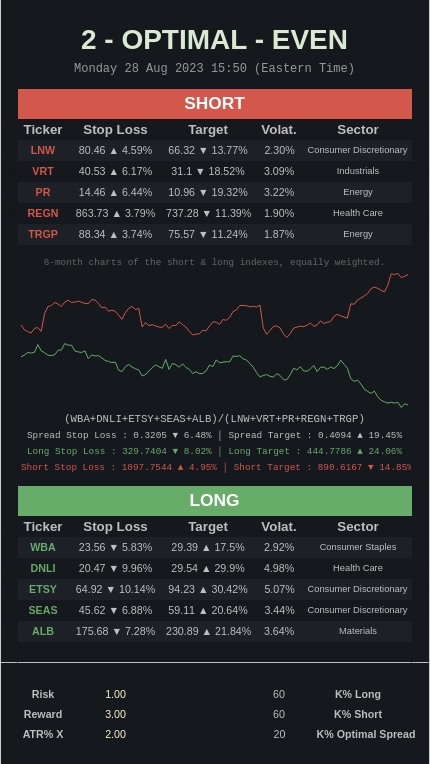 2 - OPTIMAL - EVEN
Monday 28 Aug 2023 15:50 (Eastern Time)
SHORT
Ticker Stop Loss Target Volat. Sector
LNW 80.46 ▲ 4.59% 66.32 ▼ 13.77% 2.30% Consumer Discretionary
VRT 40.53 ▲ 6.17% 31.1 ▼ 18.52% 3.09% Industrials
PR 14.46 ▲ 6.44% 10.96 ▼ 19.32% 3.22% Energy
REGN 863.73 ▲ 3.79% 737.28 ▼ 11.39% 1.90% Health Care
TRGP 88.34 ▲ 3.74% 75.57 ▼ 11.24% 1.87% Energy
6-month charts of the short & long indexes, equally weighted.
(WBA+DNLI+ETSY+SEAS+ALB)/(LNW+VRT+PR+REGN+TRGP)
Spread Stop Loss : 0.3205 ▼ 6.48% | Spread Target : 0.4094 ▲ 19.45%
Long Stop Loss : 329.7404 ▼ 8.02% | Long Target : 444.7786 ▲ 24.06%
Short Stop Loss : 1097.7544 ▲ 4.95% | Short Target : 890.6167 ▼ 14.85%
LONG
Ticker Stop Loss Target Volat. Sector
WBA 23.56 ▼ 5.83% 29.39 ▲ 17.5% 2.92% Consumer Staples
DNLI 20.47 ▼ 9.96% 29.54 ▲ 29.9% 4.98% Health Care
ETSY 64.92 ▼ 10.14% 94.23 ▲ 30.42% 5.07% Consumer Discretionary
SEAS 45.62 ▼ 6.88% 59.11 ▲ 20.64% 3.44% Consumer Discretionary
ALB 175.68 ▼ 7.28% 230.89 ▲ 21.84% 3.64% Materials
Risk 1.00 60 K% Long
Reward 3.00 60 K% Short
ATR% X 2.00 20 K% Optimal Spread